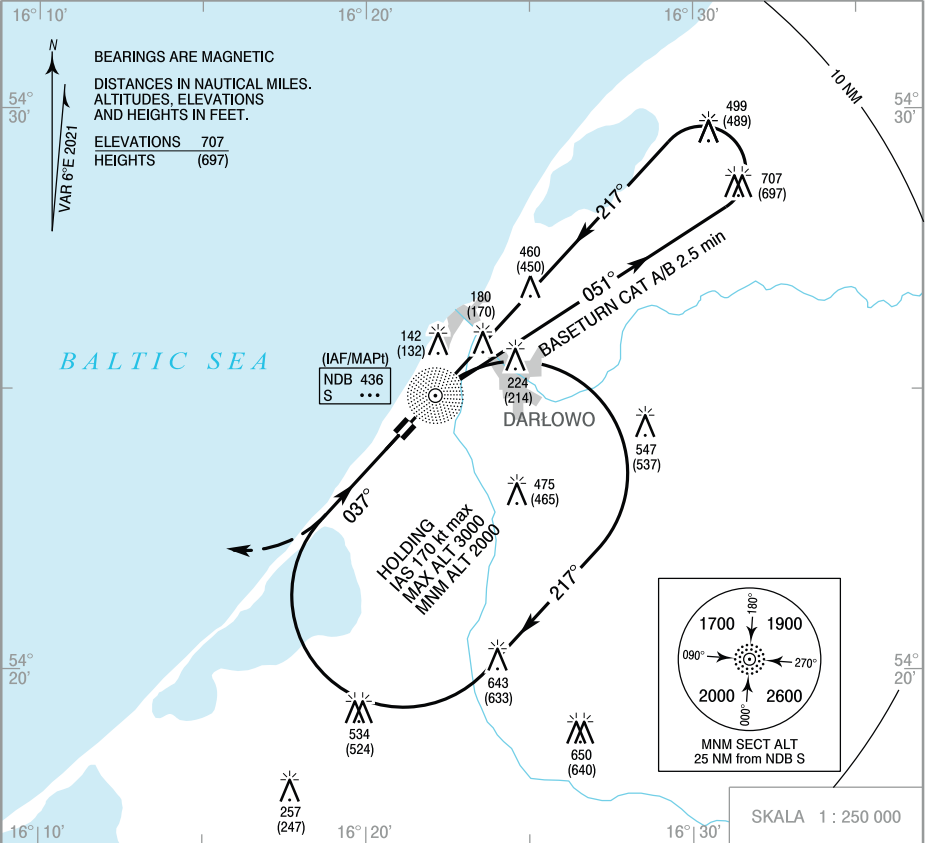 16° 10'
16° 20'
16° 30'
N
BEARINGS ARE MAGNETIC
DISTANCES IN NAUTICAL MILES.
ALTITUDES, ELEVATIONS
AND HEIGHTS IN FEET.
ELEVATIONS 707
HEIGHTS (697)
VAR 6°E 2021
54°
30'
54°
30'
10 NM
499
(489)
707
(697)
217°
460
(450)
051°
BASETURN CAT A/B 2.5 min
180
(170)
142
(132)
BALTIC SEA
(IAF/MAPt)
NDB 436
S •••
224
(214)
DARŁOWO
547
(537)
475
(465)
037°
HOLDING
IAS 170 kt max
MAX ALT 3000
MNM ALT 2000
217°
643
(633)
534
(524)
650
(640)
257
(247)
1700
180°
1900
090°
270°
2000
000°
2600
MNM SECT ALT
25 NM from NDB S
54°
20'
54°
20'
SKALA 1 : 250 000
16° 10'
16° 20'
16° 30'